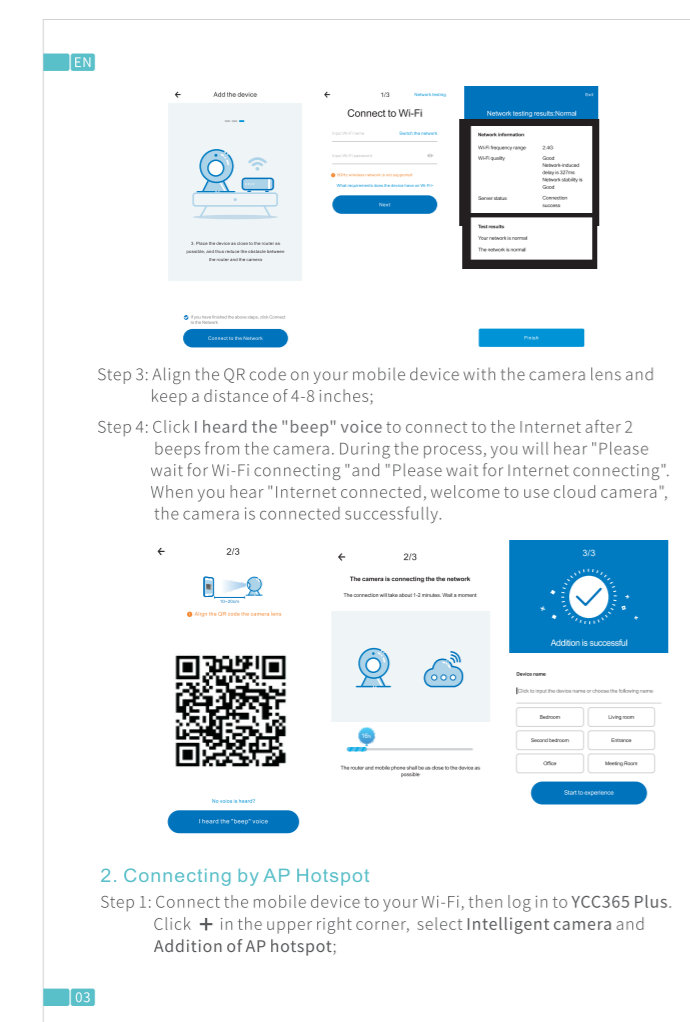 EN
Add the device
3. Place the device as close to the router as
possible, and thus reduce the obstacle between
the router and the camera
If you have finished the above steps, click Connect
to the Network
Connected to the Network
1/3
Network testing
Connect to Wi-Fi
Input Wi-Fi name
Switch the network
Input Wi-Fi password
What requirements does the device have on Wi-Fi>
Next
Network testing results:Normal
Network information
Wi-Fi frequency range 2.4G
Wi-Fi quality Good
Network-induced
delay is 327ms
Network stability is
Good
Server status Connection
success
Test results
Your network is normal
The network is normal
Finish
Step 3: Align the QR code on your mobile device with the camera lens and
keep a distance of 4-8 inches;
Step 4: Click I heard the "beep" voice to connect to the Internet after 2
beeps from the camera. During the process, you will hear "Please
wait for Wi-Fi connecting "and "Please wait for Internet connecting".
When you hear "Internet connected, welcome to use cloud camera",
the camera is connected successfully.
2/3
10~20cm
Align the QR code the camera lens
No voice is heard?
I heard the "beep" voice
2/3
The camera is connecting the the network
The connection will take about 1-2 minutes. Wait a moment
The router and mobile phone shall be as close to the device as
possible
3/3
Addition is successful
Device name
Click to input the device name or choose the following name
Bedroom Living room
Second bedroom Entrance
Office Meeting Room
Start to experience
2. Connecting by AP Hotspot
Step 1: Connect the mobile device to your Wi-Fi, then log in to YCC365 Plus.
Click + in the upper right corner, select Intelligent camera and
Addition of AP hotspot;
03